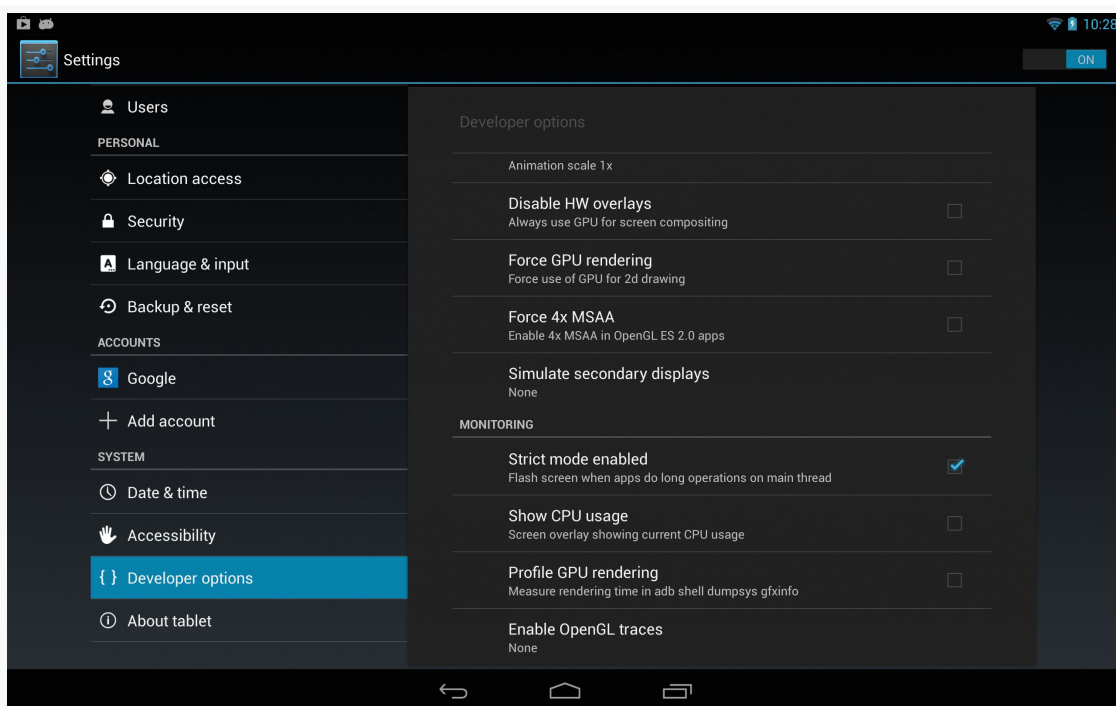 10:28
Settings
ON
Users
PERSONAL
Location access
Security
Language & input
Backup & reset
ACCOUNTS
Google
Add account
SYSTEM
Date & time
Accessibility
{ } Developer options
About tablet
Developer options
Animation scale 1x
Disable HW overlays
Always use GPU for screen compositing
Force GPU rendering
Force use of GPU for 2d drawing
Force 4x MSAA
Enable 4x MSAA in OpenGL ES 2.0 apps
Simulate secondary displays
None
MONITORING
Strict mode enabled
Flash screen when apps do long operations on main thread
Show CPU usage
Screen overlay showing current CPU usage
Profile GPU rendering
Measure rendering time in adb shell dumpsys gfxinfo
Enable OpenGL traces
None